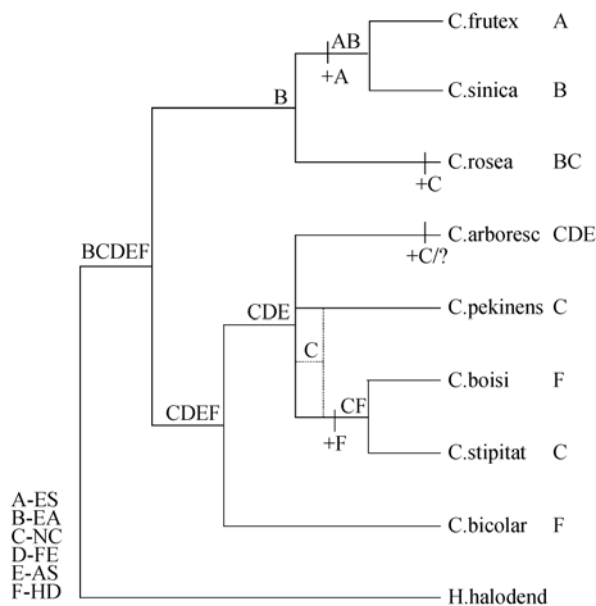 C.frutex A
AB
+A
C.sinica B
B
C.rosea BC
+C
C.arboresc CDE
+C/?
BCDEF
C.pekinens C
CDE
C
C.boisi F
CF
CDEF
+F
C.stipitat C
A-ES
B-EA
C-NC
D-FE
E-AS
F-HD
C.bicolar F
H.halodend